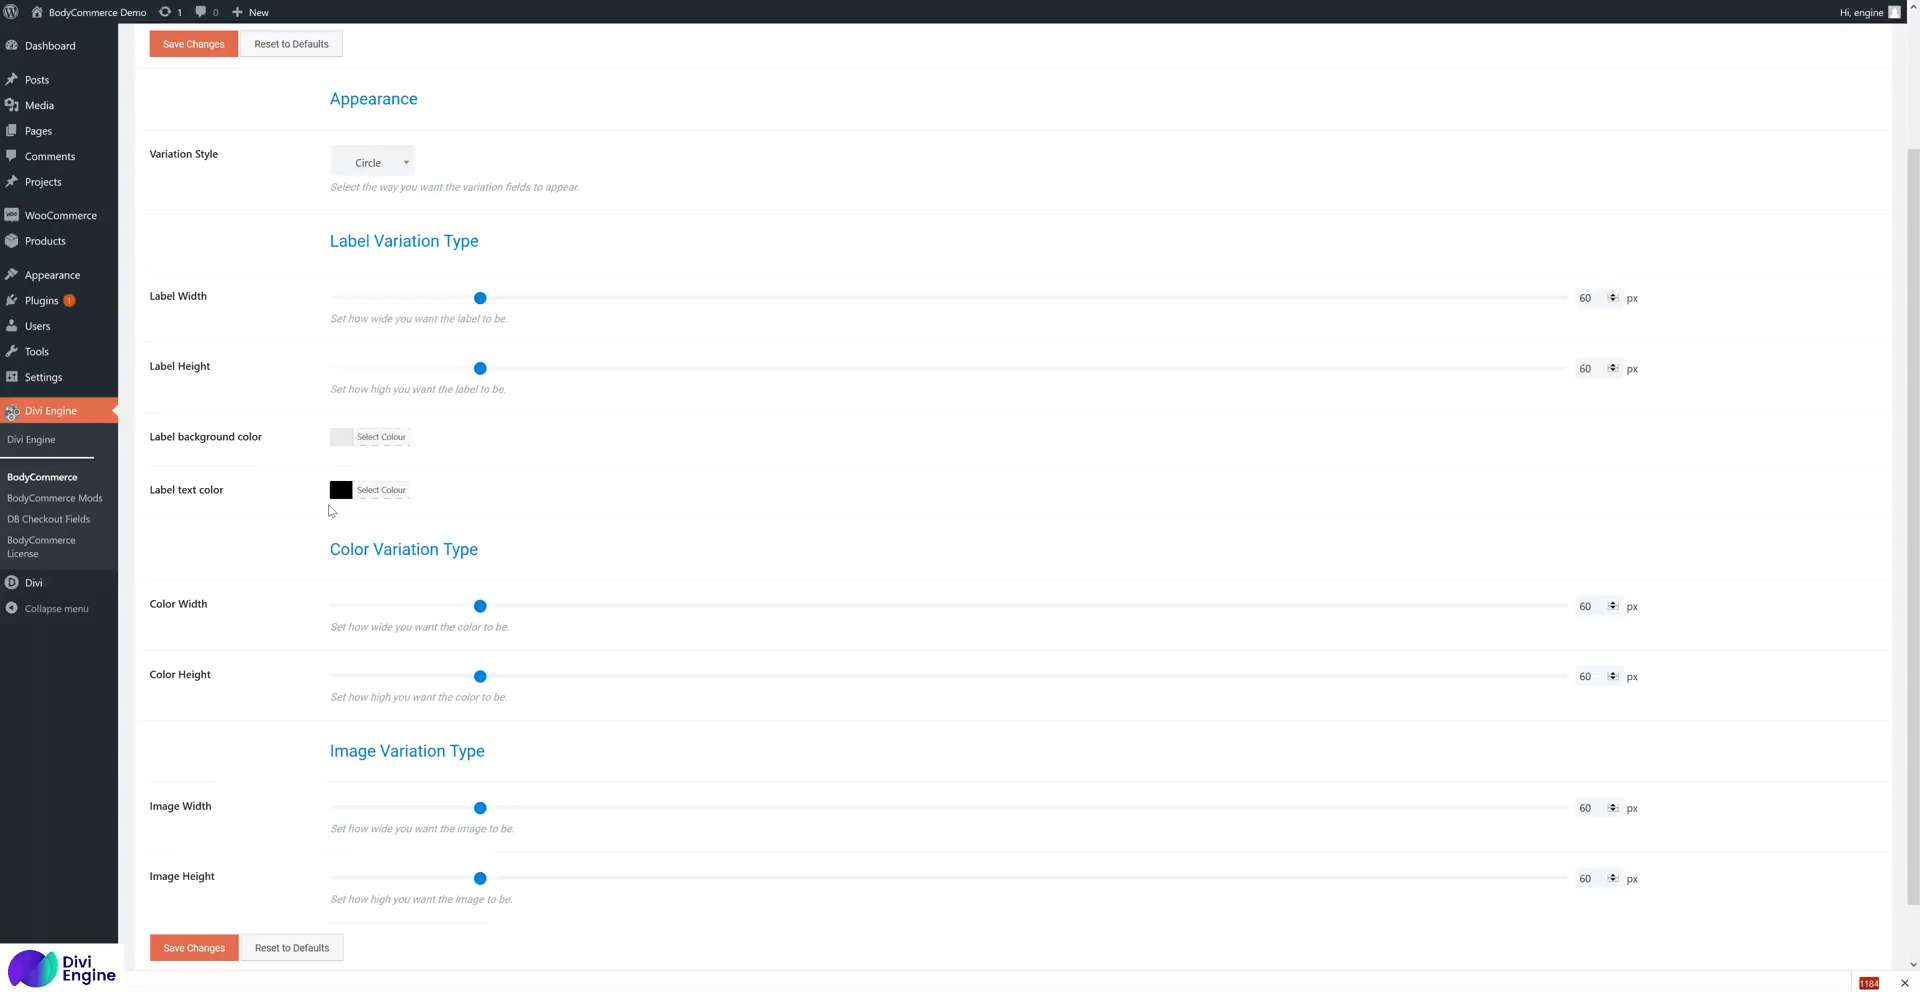 BodyCommerce Demo 1 0 New Hi, engine
Dashboard
Posts
Media
Pages
Comments
Projects
WooCommerce
Products
Appearance
Plugins 1
Users
Tools
Settings
Divi Engine
Divi Engine
BodyCommerce
BodyCommerce Mods
DB Checkout Fields
BodyCommerce
License
Divi
Collapse menu
Divi
Engine
Save Changes Reset to Defaults
Appearance
Variation Style Circle
Select the way you want the variation fields to appear.
Label Variation Type
Label Width 60 px
Set how wide you want the label to be.
Label Height 60 px
Set how high you want the label to be.
Label background color Select Colour
Label text color Select Colour
Color Variation Type
Color Width 60 px
Set how wide you want the color to be.
Color Height 60 px
Set how high you want the color to be.
Image Variation Type
Image Width 60 px
Set how wide you want the image to be.
Image Height 60 px
Set how high you want the image to be.
Save Changes Reset to Defaults
1184